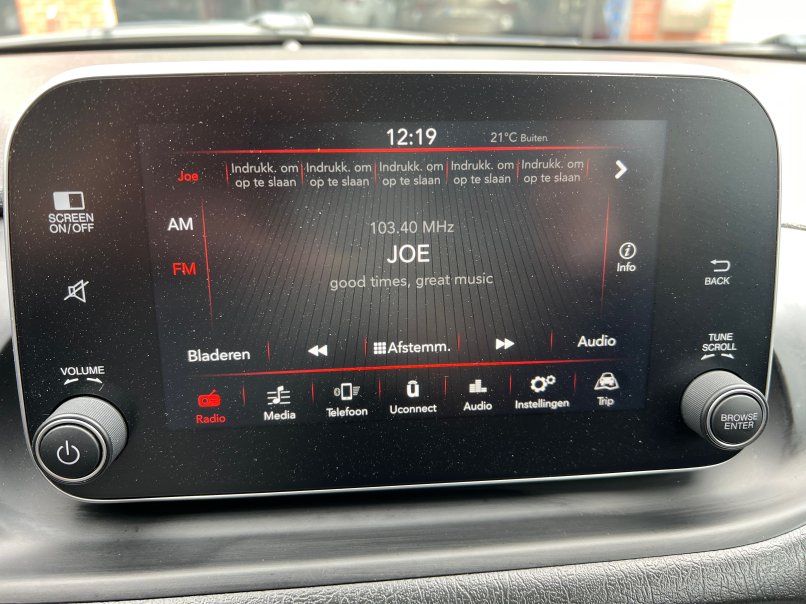 12:19
21°C Buiten.
Joe
Indrukk. om
op te slaan
Indrukk. om
op te slaan
Indrukk. om
op te slaan
Indrukk. om
op te slaan
Indrukk. om
op te slaan
SCREEN
ON/OFF
AM
FM
103.40 MHz
JOE
good times, great music
Info
BACK
Bladeren
Afstemm.
Audio
VOLUME
TUNE
SCROLL
Radio
Media
Telefoon
Uconnect
Audio
Instellingen
Trip
BROWSE
ENTER